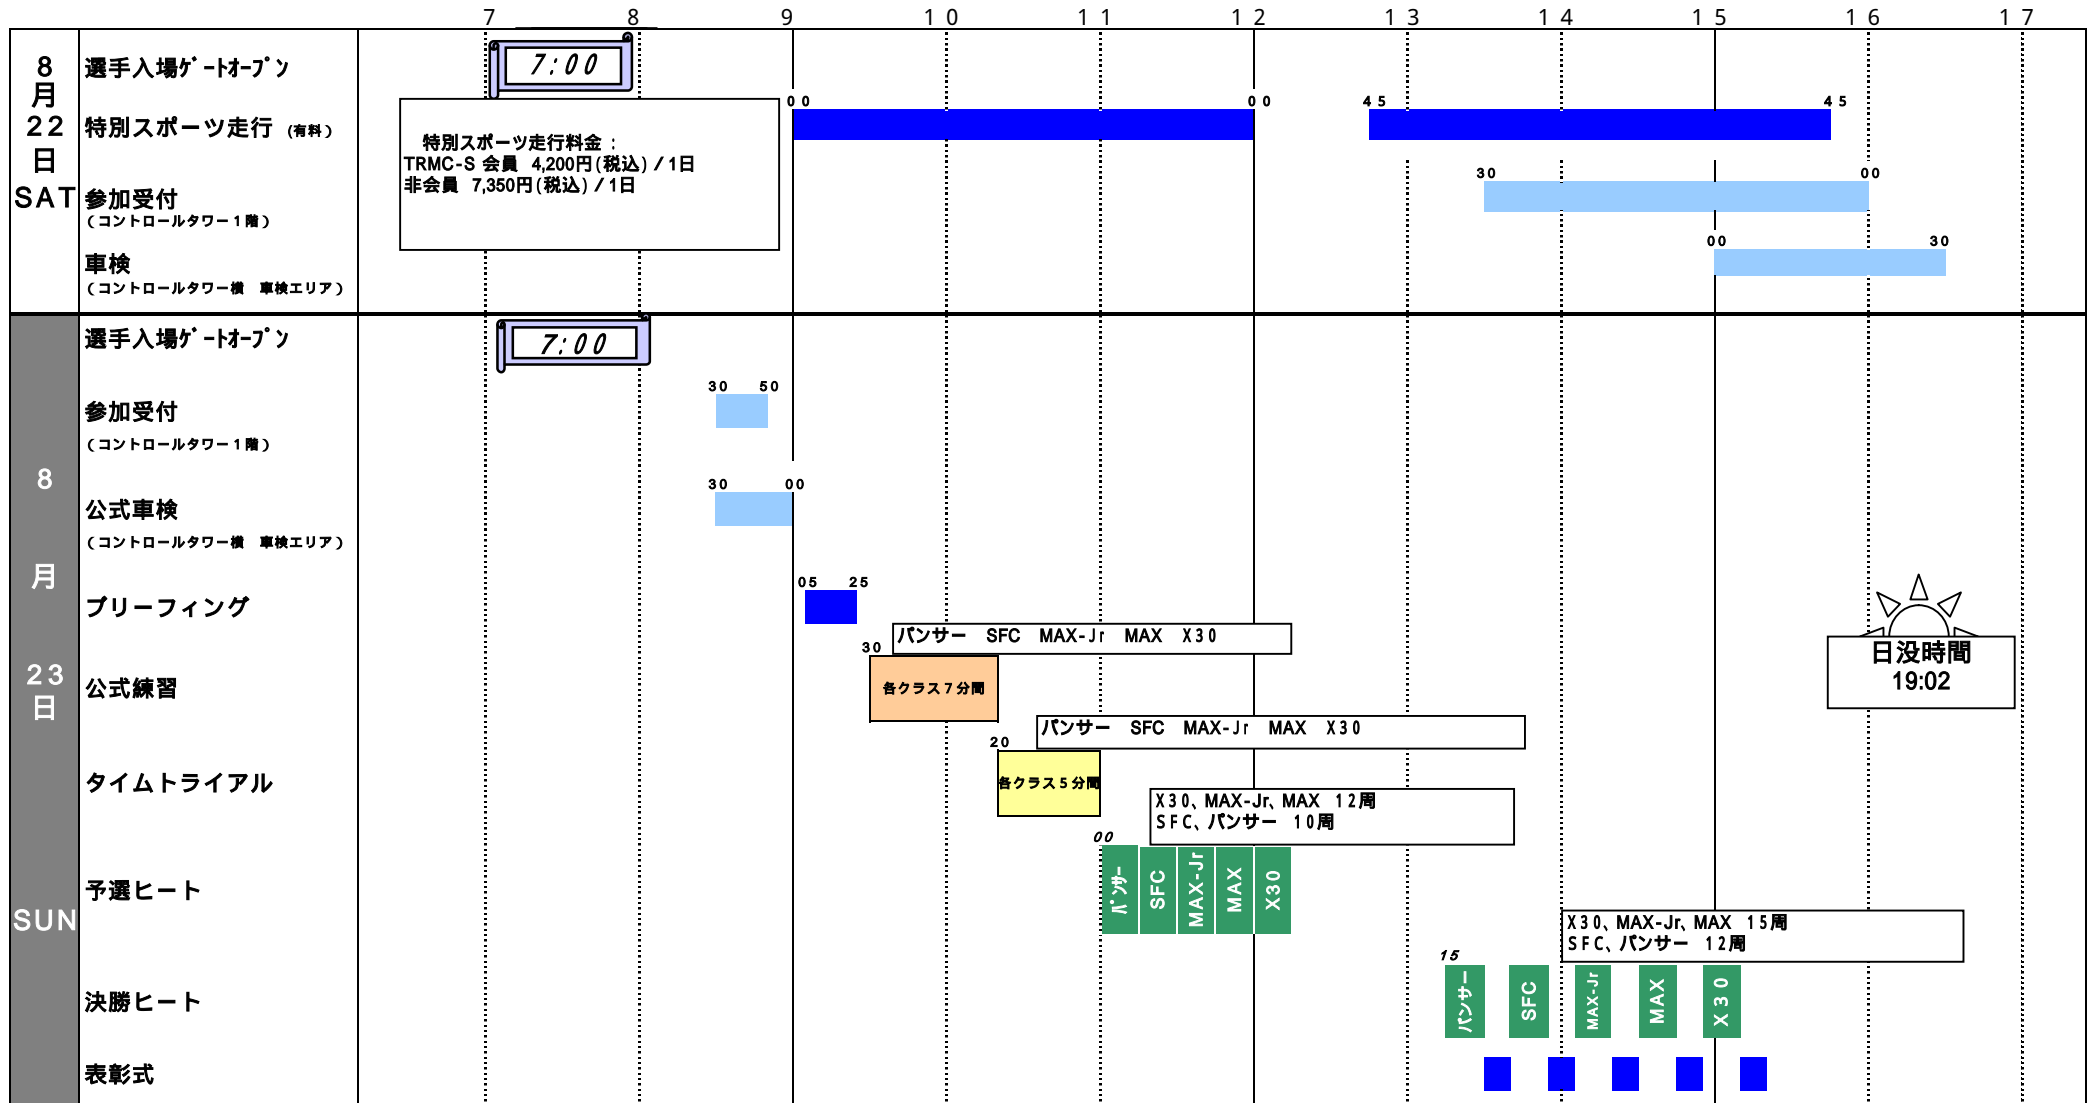 7 8 9 10 11 12 13 14 15 16 17
8月22日SAT
選手入場ｹﾞｰﾄｵｰﾌﾟﾝ
7:00
特別スポーツ走行 (有料)
00 00 45 45
特別スポーツ走行料金：
TRMC-S 会員 4,200円(税込) / 1日
非会員 7,350円(税込) / 1日
参加受付
(コントロールタワー1階)
30 00
車検
(コントロールタワー横 車検エリア)
00 30
8月23日SUN
選手入場ｹﾞｰﾄｵｰﾌﾟﾝ
7:00
参加受付
(コントロールタワー1階)
30 50
公式車検
(コントロールタワー横 車検エリア)
30 00
ブリーフィング
05 25
パンサー SFC MAX-Jr MAX X30
公式練習
30
各クラス7分間
日没時間
19:02
パンサー SFC MAX-Jr MAX X30
タイムトライアル
20
各クラス5分間
X30、MAX-Jr、MAX 12周
SFC、パンサー 10周
予選ヒート
00
ﾊﾟﾝｻｰ SFC MAX-Jr MAX X30
X30、MAX-Jr、MAX 15周
SFC、パンサー 12周
決勝ヒート
15
パンサー SFC MAX-Jr MAX X30
表彰式